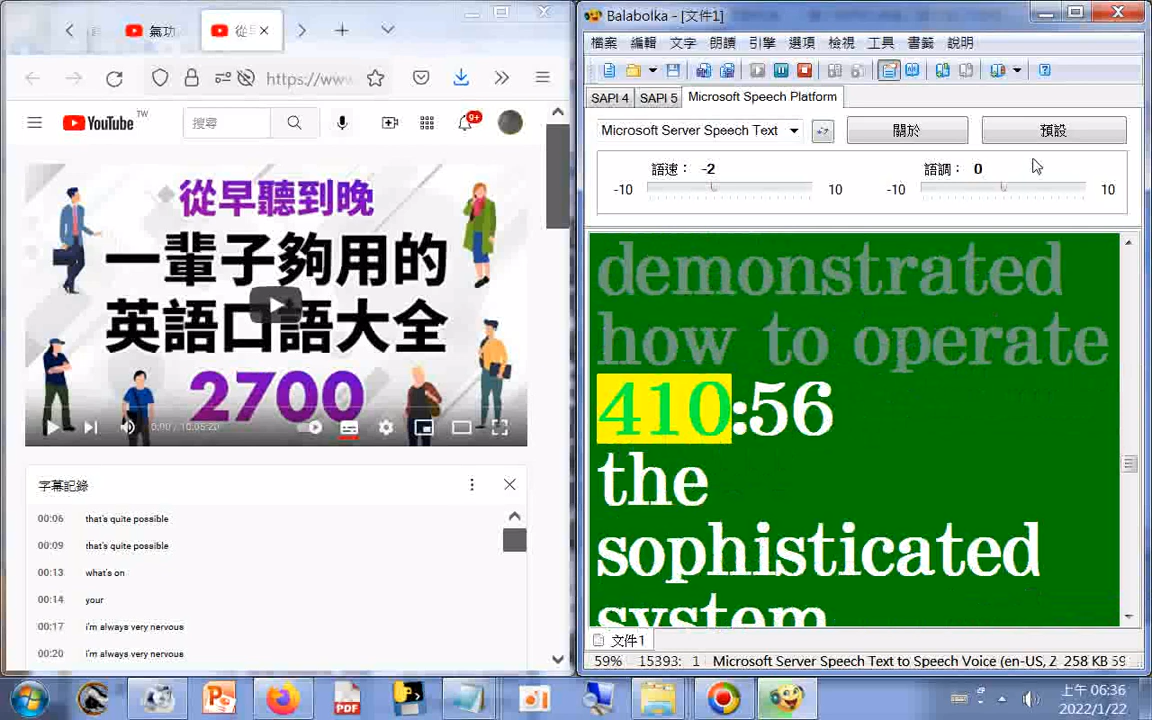 氣功
從
https://www
YouTube TW
搜尋
9+
從早聽到晚
一輩子夠用的
英語口語大全
2700
0:00 / 10:05:20
字幕記錄
00:06 that's quite possible
00:09 that's quite possible
00:13 what's on
00:14 your
00:17 i'm always very nervous
00:20 i'm always very nervous
Balabolka - [文件1]
檔案 編輯 文字 朗讀 引擎 選項 檢視 工具 書籤 說明
SAPI 4 SAPI 5 Microsoft Speech Platform
Microsoft Server Speech Text 關於 預設
語速： -2 語調： 0
-10 10 -10 10
demonstrated
how to operate
410:56
the
sophisticated
system
文件1
59% 15393: 1 Microsoft Server Speech Text to Speech Voice (en-US, Z 258 KB 59
PDF
上午 06:36
2022/1/22